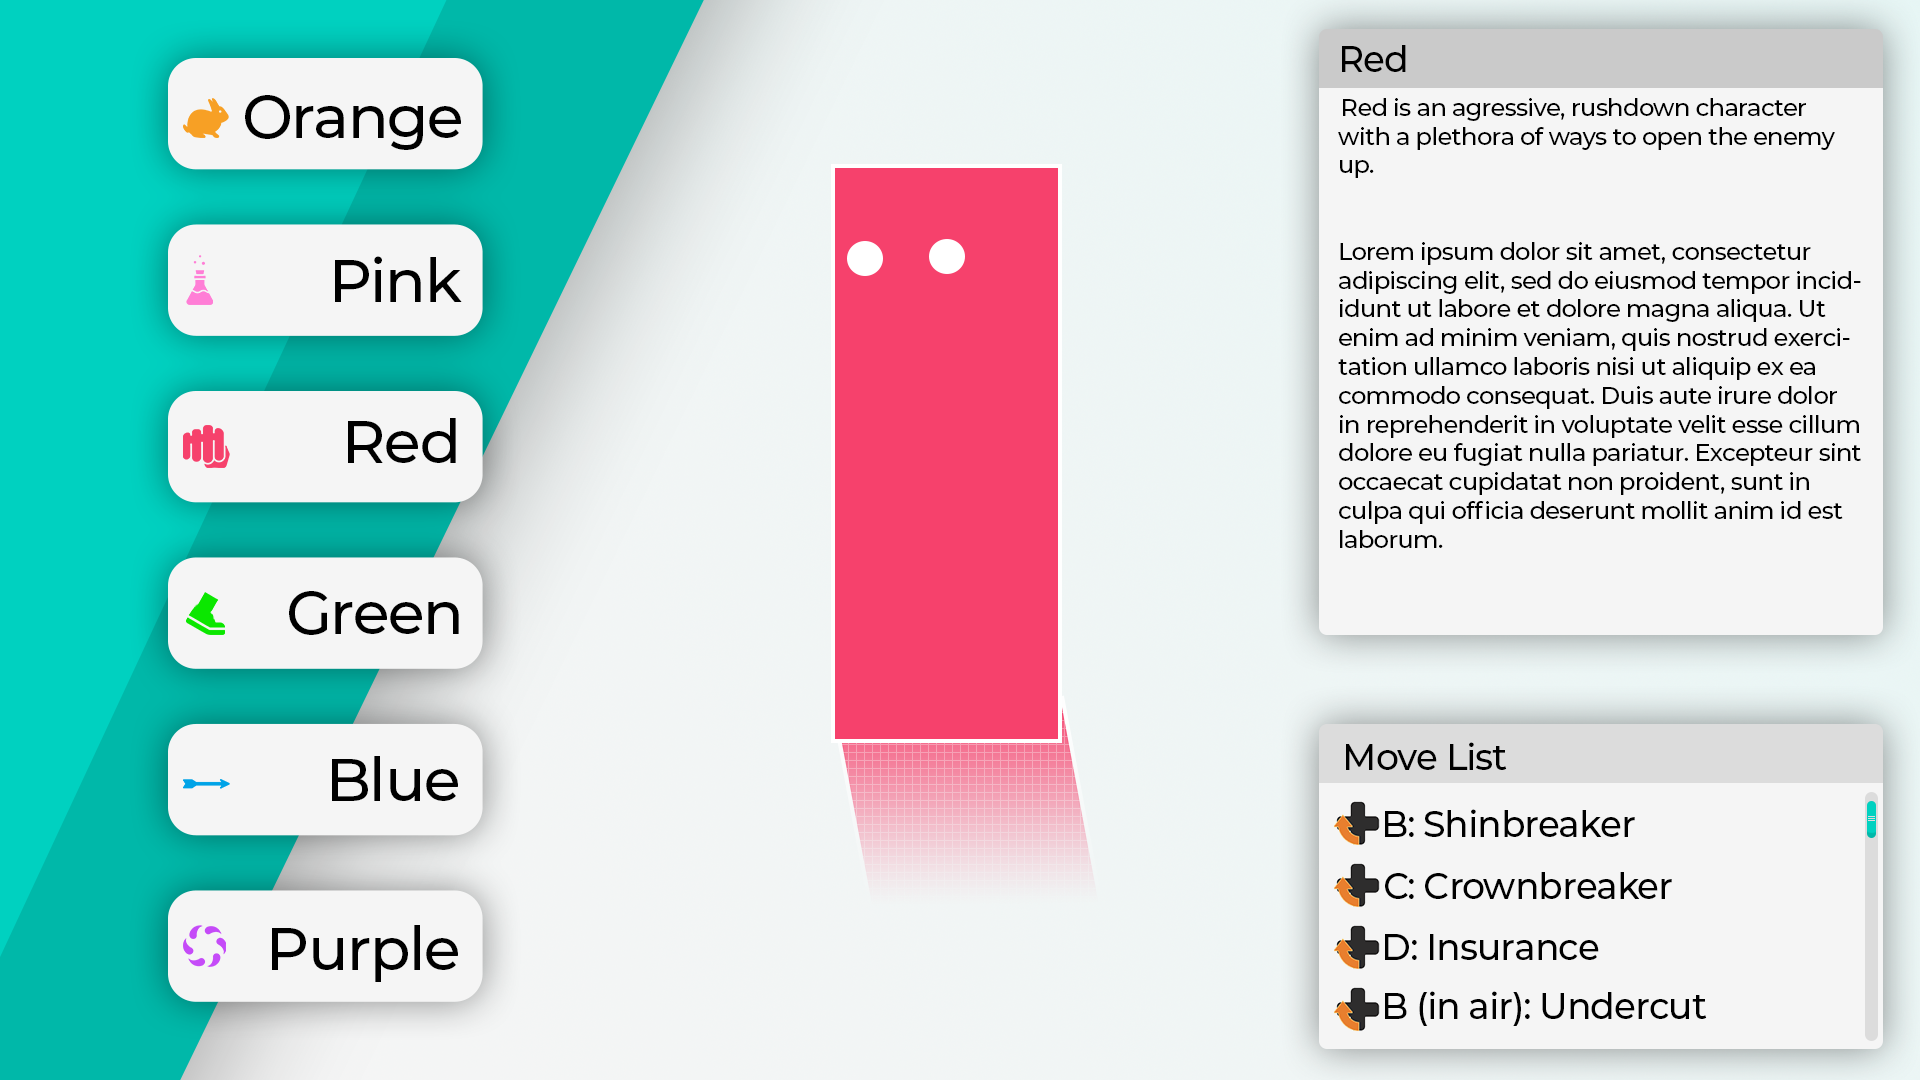 Orange
Pink
Red
Green
Blue
Purple
Red
Red is an agressive, rushdown character
with a plethora of ways to open the enemy
up.
Lorem ipsum dolor sit amet, consectetur
adipiscing elit, sed do eiusmod tempor incid-
idunt ut labore et dolore magna aliqua. Ut
enim ad minim veniam, quis nostrud exerci-
tation ullamco laboris nisi ut aliquip ex ea
commodo consequat. Duis aute irure dolor
in reprehenderit in voluptate velit esse cillum
dolore eu fugiat nulla pariatur. Excepteur sint
occaecat cupidatat non proident, sunt in
culpa qui officia deserunt mollit anim id est
laborum.
Move List
B: Shinbreaker
C: Crownbreaker
D: Insurance
B (in air): Undercut